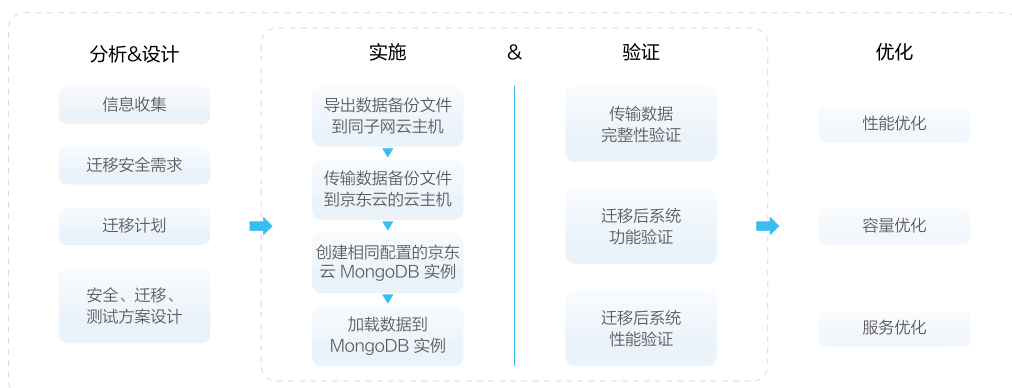 分析&设计
信息收集
迁移安全需求
迁移计划
安全、迁移、
测试方案设计
实施
&
验证
导出数据备份文件
到同子网云主机
传输数据备份文件
到京东云的云主机
创建相同配置的京东
云 MongoDB 实例
加载数据到
MongoDB 实例
传输数据
完整性验证
迁移后系统
功能验证
迁移后系统
性能验证
优化
性能优化
容量优化
服务优化